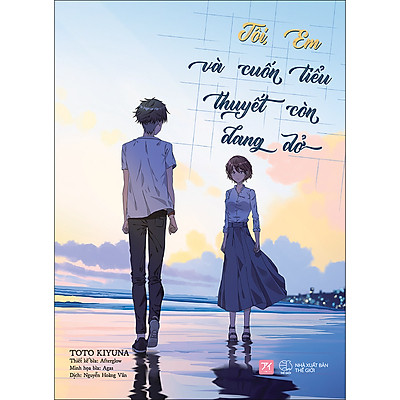 Tôi, Em
và cuốn tiểu
thuyết còn
dang dở
TOTO KIYUNA
Thiết kế bìa: Afterglow
Minh họa bìa: Agas
Dịch: Nguyễn Hoàng Vân
NHÀ XUẤT BẢN
THẾ GIỚI